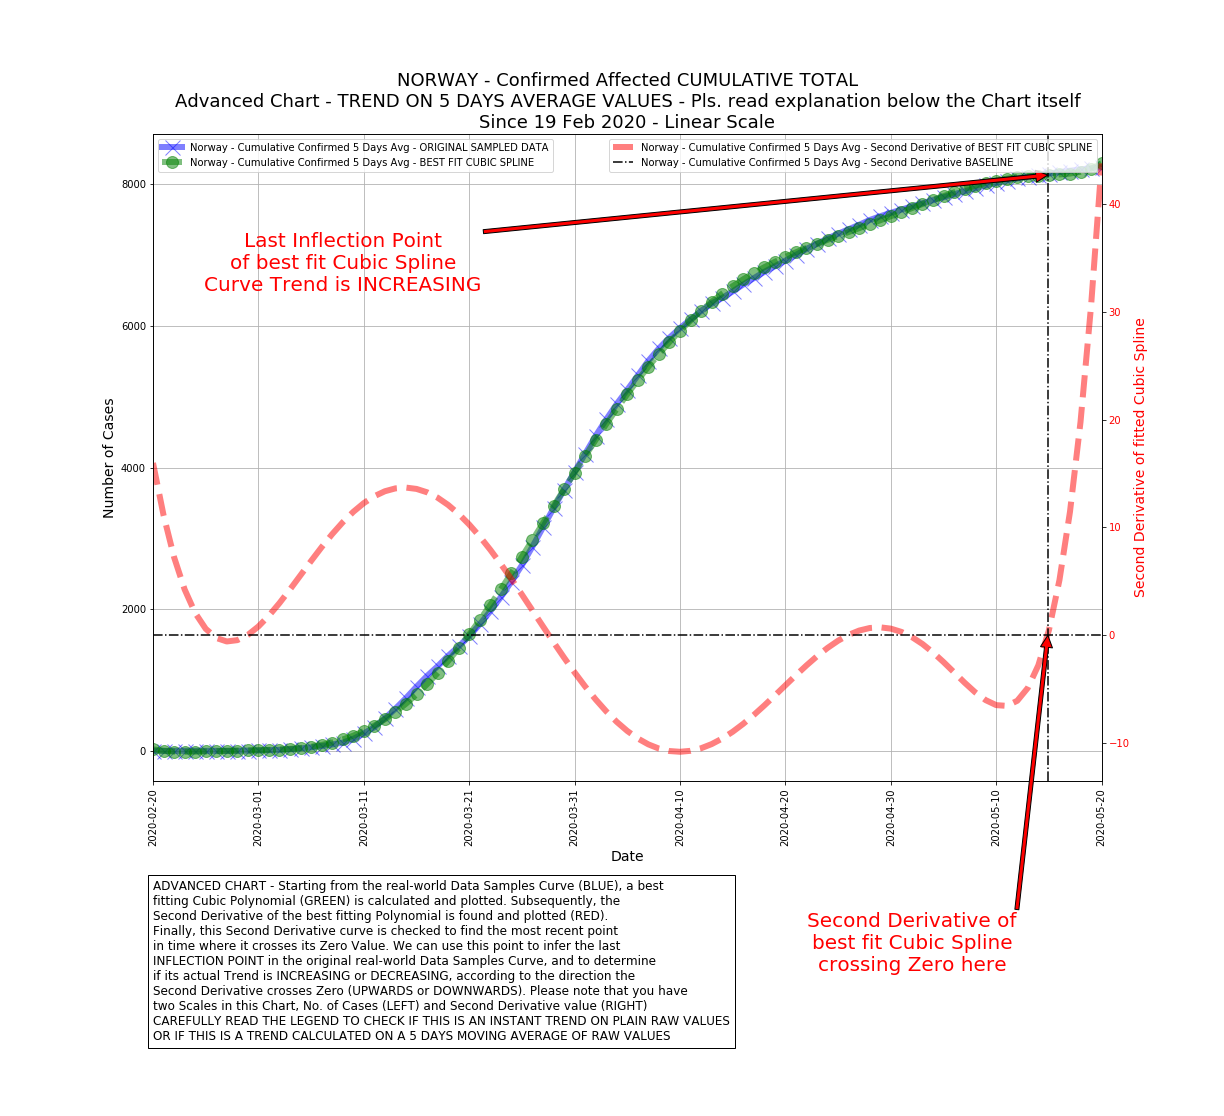 NORWAY - Confirmed Affected CUMULATIVE TOTAL
Advanced Chart - TREND ON 5 DAYS AVERAGE VALUES - Pls. read explanation below the Chart itself
Since 19 Feb 2020 - Linear Scale
Norway - Cumulative Confirmed 5 Days Avg - ORIGINAL SAMPLED DATA
Norway - Cumulative Confirmed 5 Days Avg - BEST FIT CUBIC SPLINE
Norway - Cumulative Confirmed 5 Days Avg - Second Derivative of BEST FIT CUBIC SPLINE
Norway - Cumulative Confirmed 5 Days Avg - Second Derivative BASELINE
Last Inflection Point
of best fit Cubic Spline
Curve Trend is INCREASING
Number of Cases
8000
6000
4000
2000
0
40
30
20
10
0
−10
Second Derivative of fitted Cubic Spline
2020-02-20
2020-03-01
2020-03-11
2020-03-21
2020-03-31
2020-04-10
2020-04-20
2020-04-30
2020-05-10
2020-05-20
Date
ADVANCED CHART - Starting from the real-world Data Samples Curve (BLUE), a best
fitting Cubic Polynomial (GREEN) is calculated and plotted. Subsequently, the
Second Derivative of the best fitting Polynomial is found and plotted (RED).
Finally, this Second Derivative curve is checked to find the most recent point
in time where it crosses its Zero Value. We can use this point to infer the last
INFLECTION POINT in the original real-world Data Samples Curve, and to determine
if its actual Trend is INCREASING or DECREASING, according to the direction the
Second Derivative crosses Zero (UPWARDS or DOWNWARDS). Please note that you have
two Scales in this Chart, No. of Cases (LEFT) and Second Derivative value (RIGHT)
CAREFULLY READ THE LEGEND TO CHECK IF THIS IS AN INSTANT TREND ON PLAIN RAW VALUES
OR IF THIS IS A TREND CALCULATED ON A 5 DAYS MOVING AVERAGE OF RAW VALUES
Second Derivative of
best fit Cubic Spline
crossing Zero here